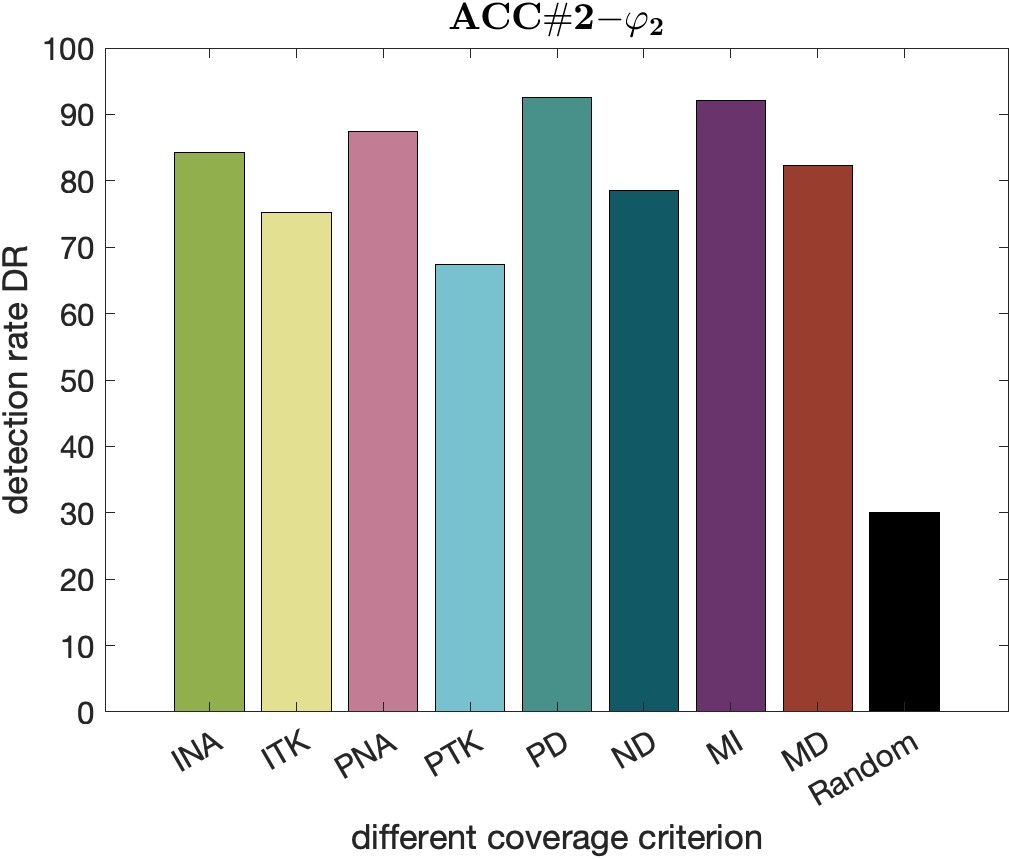 ACC#2−φ₂
100
90
80
70
60
50
40
30
20
10
0
detection rate DR
INA ITK PNA PTK PD ND MI MD Random
different coverage criterion